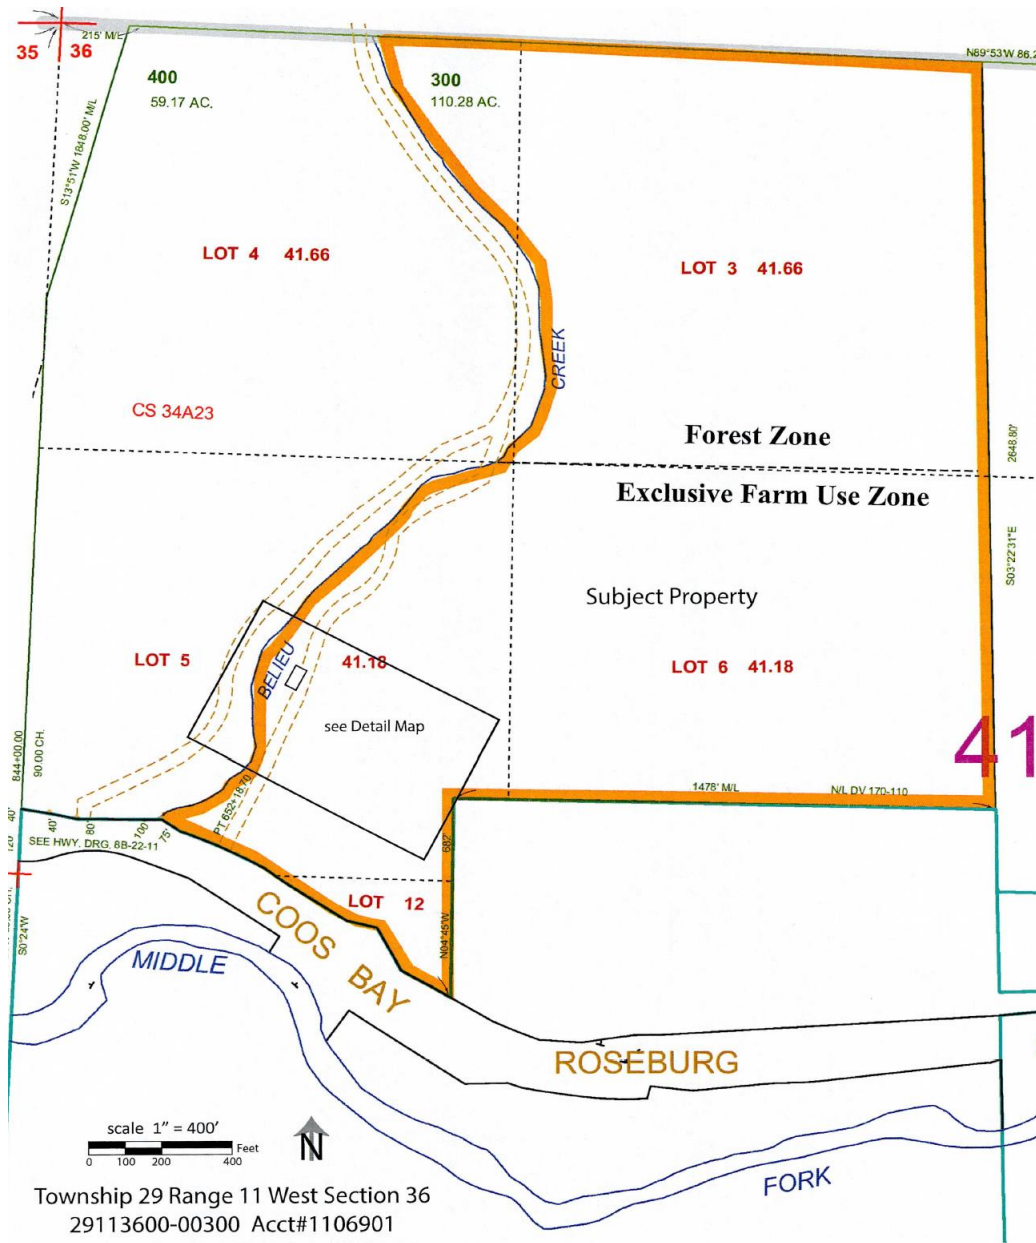 215' M/L
35 36
N89°53'W 86.2
400
59.17 AC.
300
110.28 AC.
S13°51'W 1848.00' M/L
LOT 4 41.66
LOT 3 41.66
CREEK
CS 34A23
Forest Zone
2648.80'
Exclusive Farm Use Zone
S03°22'31"E
Subject Property
LOT 5
41.18
LOT 6 41.18
BELIEU
see Detail Map
41
844+00.00
90.00 CH.
1478' M/L
N/L DV 170-110
PT 652+18.70
40'
120'
40'
80'
100'
75'
SEE HWY. DRG. 8B-22-11
682'
LOT 12
N04°45'W
S0°24'W
COOS BAY
MIDDLE
ROSEBURG
scale 1" = 400'
Feet
0 100 200 400
N
FORK
Township 29 Range 11 West Section 36
29113600-00300 Acct#1106901